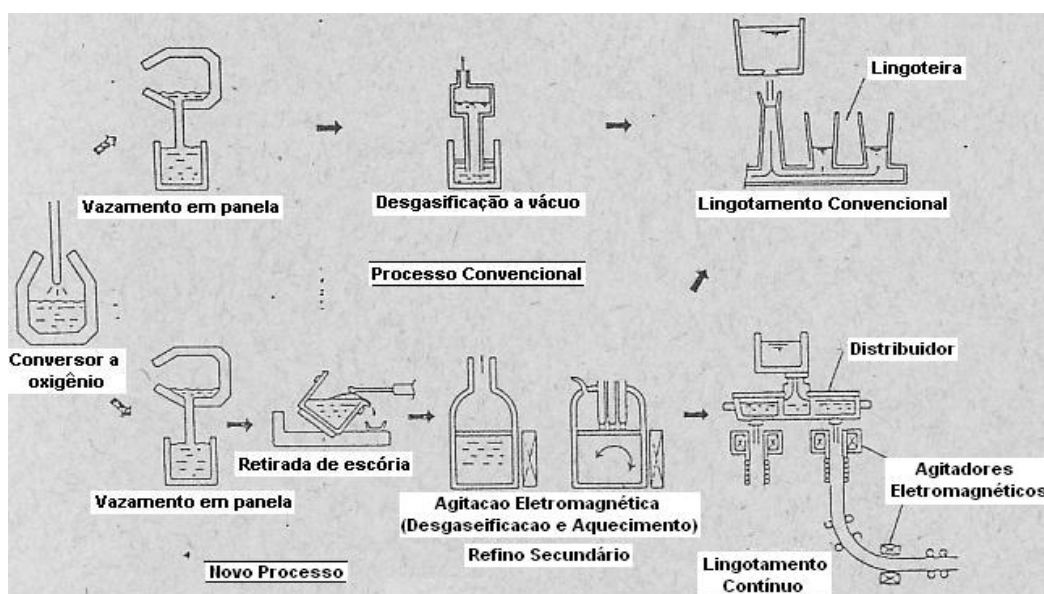 Lingoteira
Vazamento em panela
Desgasificação a vácuo
Lingotamento Convencional
Processo Convencional
Conversor a
oxigênio
Distribuidor
Retirada de escória
Vazamento em panela
Agitacao Eletromagnética
(Desgaseificacao e Aquecimento)
Refino Secundário
Agitadores
Eletromagnéticos
Novo Processo
Lingotamento
Contínuo